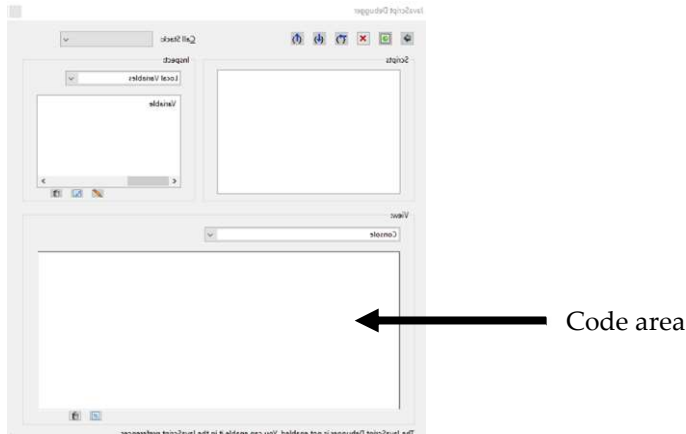 JavaScript Debugger
Call Stack:
Scripts
Inspect:
Local Variables
Variable
View:
Console
Code area
The JavaScript Debugger is not enabled. You can enable it in the JavaScript preferences.